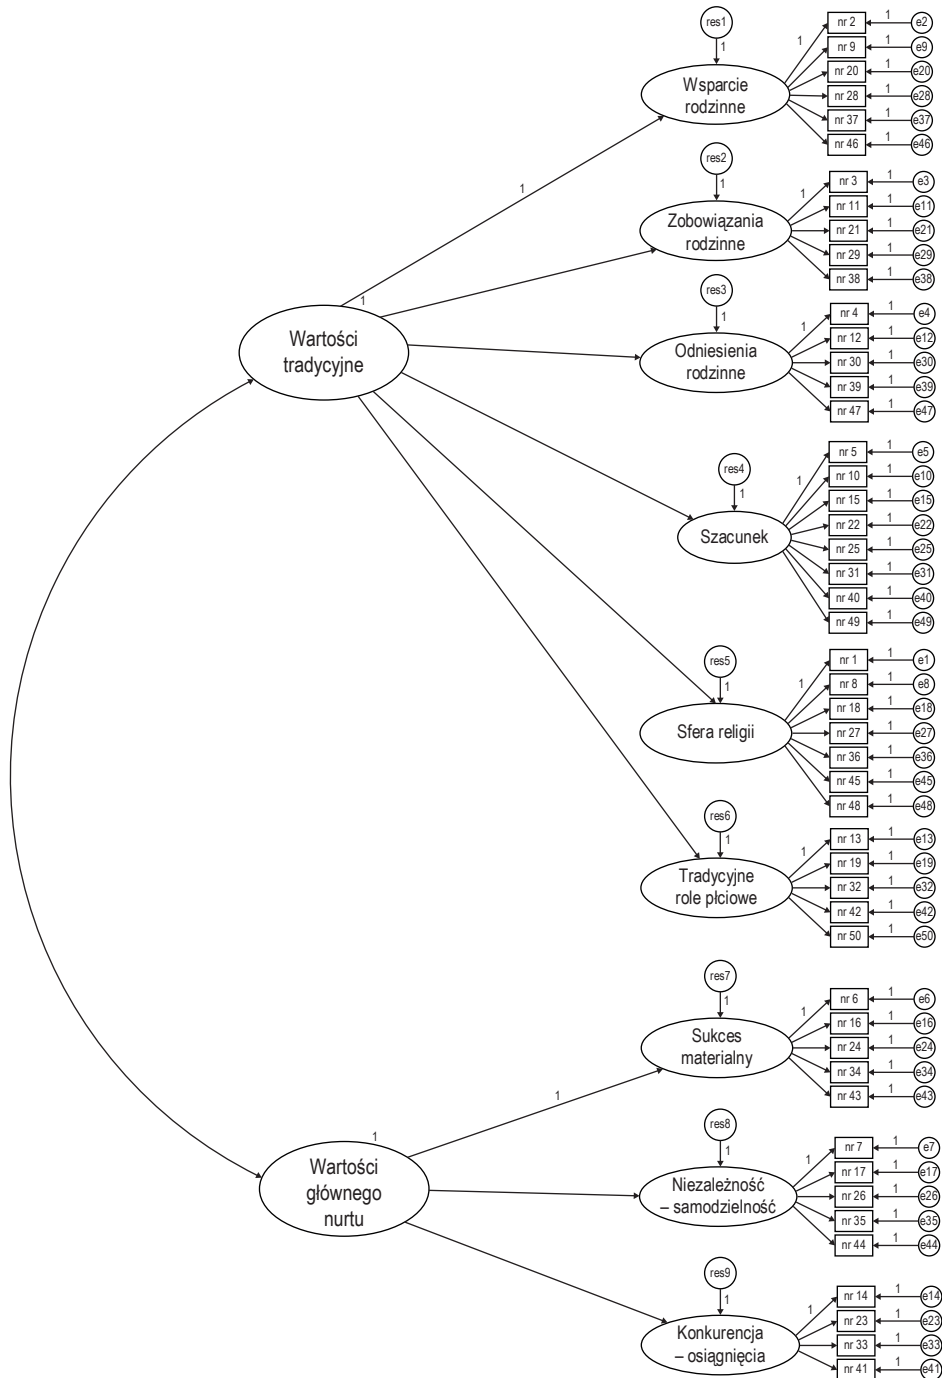 res1
1
Wsparcie
rodzinne
1
nr 2
1
e2
nr 9
1
e9
nr 20
1
e20
nr 28
1
e28
nr 37
1
e37
nr 46
1
e46
1
res2
1
Zobowiązania
rodzinne
1
nr 3
1
e3
nr 11
1
e11
nr 21
1
e21
nr 29
1
e29
nr 38
1
e38
res3
1
Odniesienia
rodzinne
1
nr 4
1
e4
nr 12
1
e12
nr 30
1
e30
nr 39
1
e39
nr 47
1
e47
1
Wartości
tradycyjne
res4
1
Szacunek
1
nr 5
1
e5
nr 10
1
e10
nr 15
1
e15
nr 22
1
e22
nr 25
1
e25
nr 31
1
e31
nr 40
1
e40
nr 49
1
e49
res5
1
Sfera religii
1
nr 1
1
e1
nr 8
1
e8
nr 18
1
e18
nr 27
1
e27
nr 36
1
e36
nr 45
1
e45
nr 48
1
e48
res6
1
Tradycyjne
role płciowe
1
nr 13
1
e13
nr 19
1
e19
nr 32
1
e32
nr 42
1
e42
nr 50
1
e50
res7
1
Sukces
materialny
1
nr 6
1
e6
nr 16
1
e16
nr 24
1
e24
nr 34
1
e34
nr 43
1
e43
1
1
Wartości
głównego
nurtu
res8
1
Niezależność
– samodzielność
1
nr 7
1
e7
nr 17
1
e17
nr 26
1
e26
nr 35
1
e35
nr 44
1
e44
res9
1
Konkurencja
– osiągnięcia
1
nr 14
1
e14
nr 23
1
e23
nr 33
1
e33
nr 41
1
e41